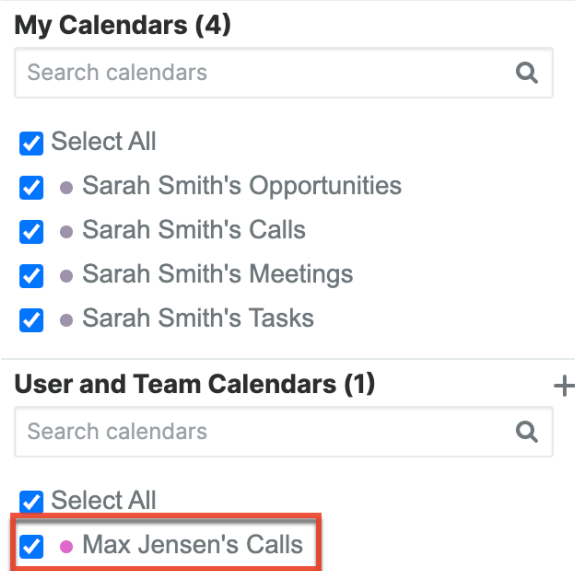 My Calendars (4)
Search calendars
Select All
Sarah Smith's Opportunities
Sarah Smith's Calls
Sarah Smith's Meetings
Sarah Smith's Tasks
User and Team Calendars (1)
Search calendars
Select All
Max Jensen's Calls